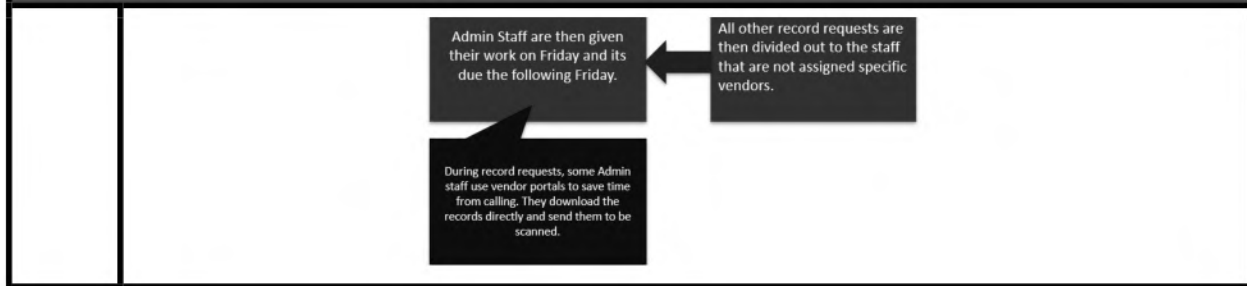 Admin Staff are then given
their work on Friday and its
due the following Friday.
All other record requests are
then divided out to the staff
that are not assigned specific
vendors.
During record requests, some Admin
staff use vendor portals to save time
from calling. They download the
records directly and send them to be
scanned.